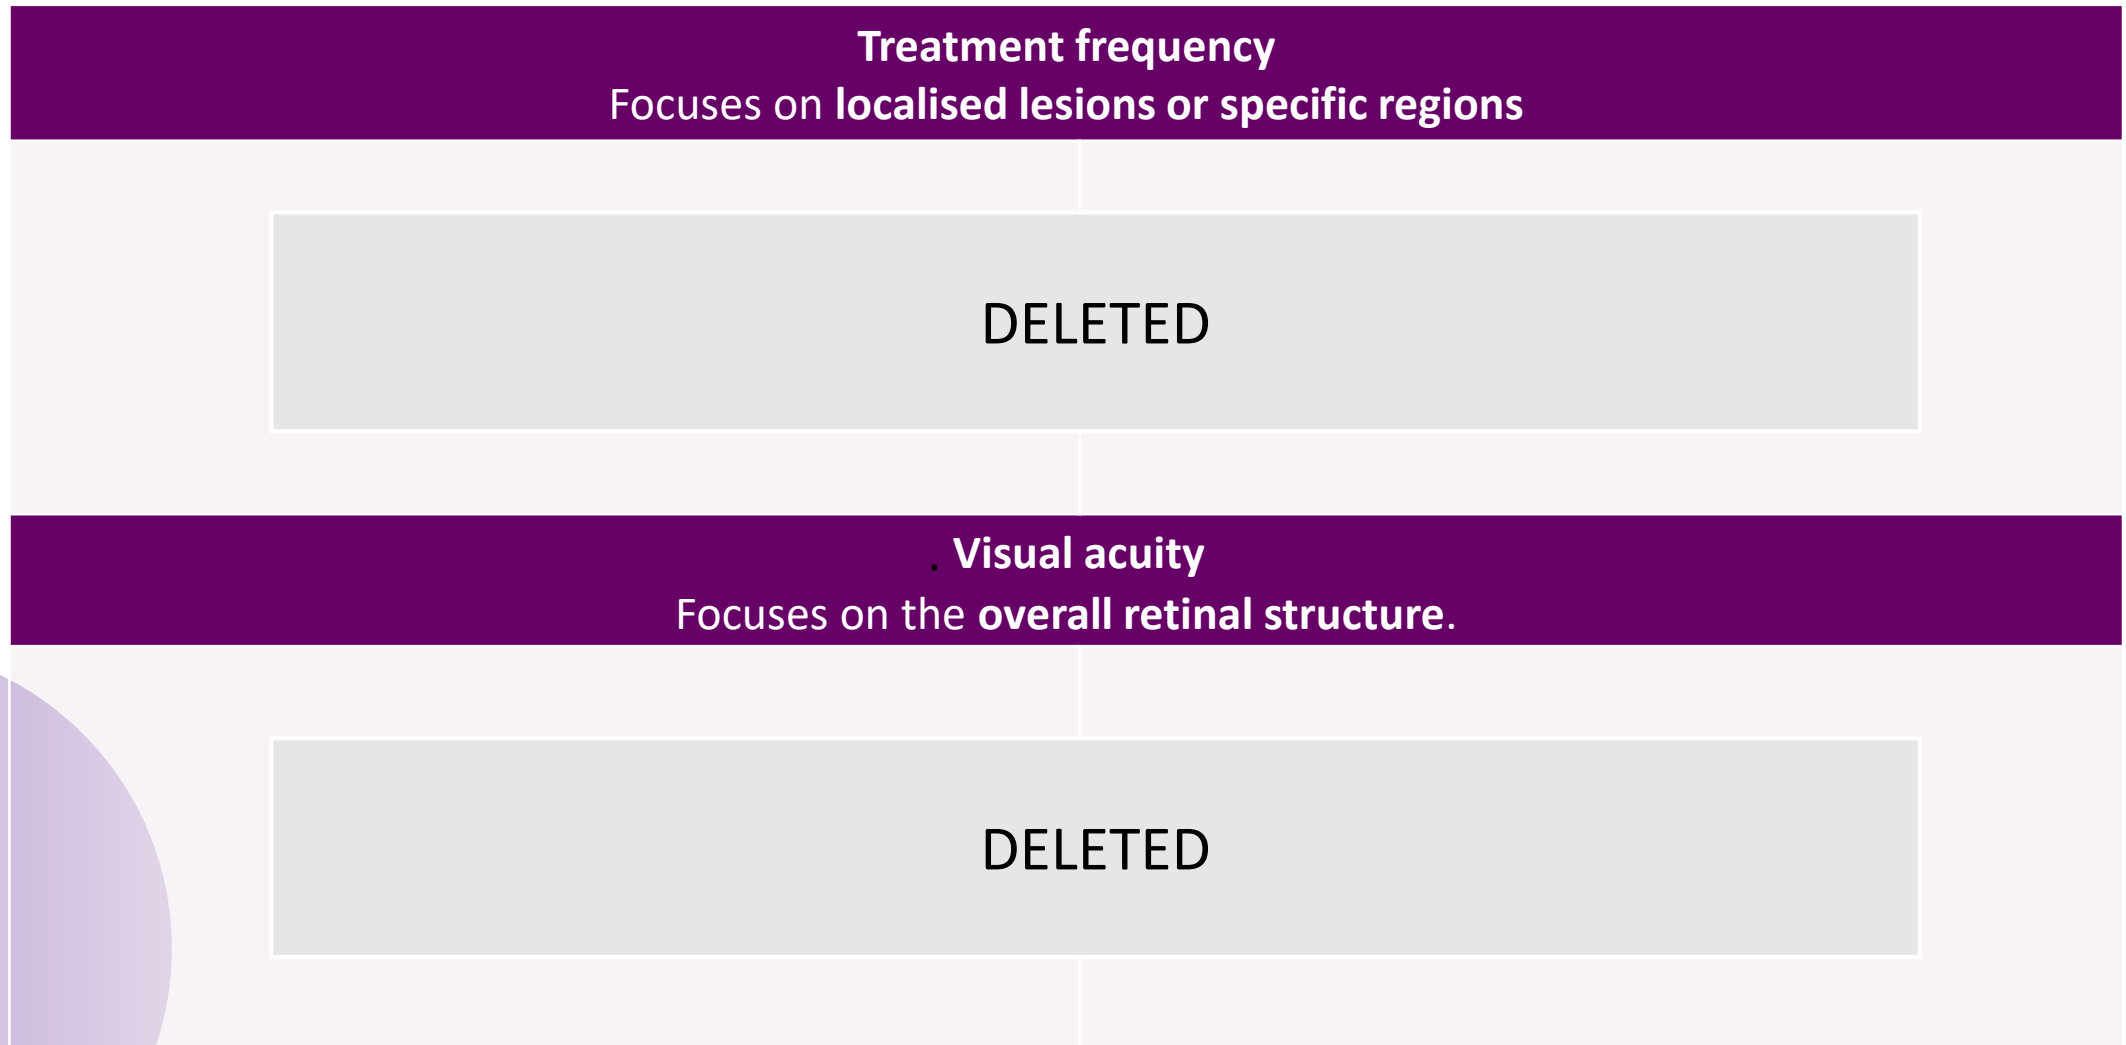 Treatment frequency
Focuses on localised lesions or specific regions
DELETED
. Visual acuity
Focuses on the overall retinal structure.
DELETED